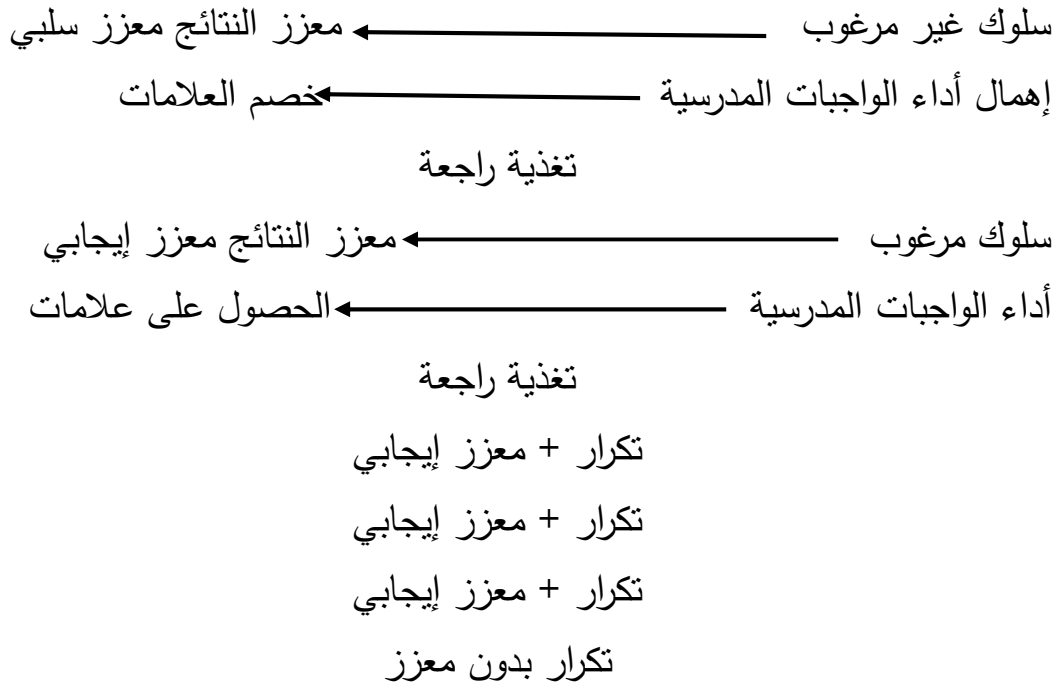 سلوك غير مرغوب معزز النتائج معزز سلبي
إهمال أداء الواجبات المدرسية خصم العلامات
تغذية راجعة
سلوك مرغوب معزز النتائج معزز إيجابي
أداء الواجبات المدرسية الحصول على علامات
تغذية راجعة
تكرار + معزز إيجابي
تكرار + معزز إيجابي
تكرار + معزز إيجابي
تكرار بدون معزز